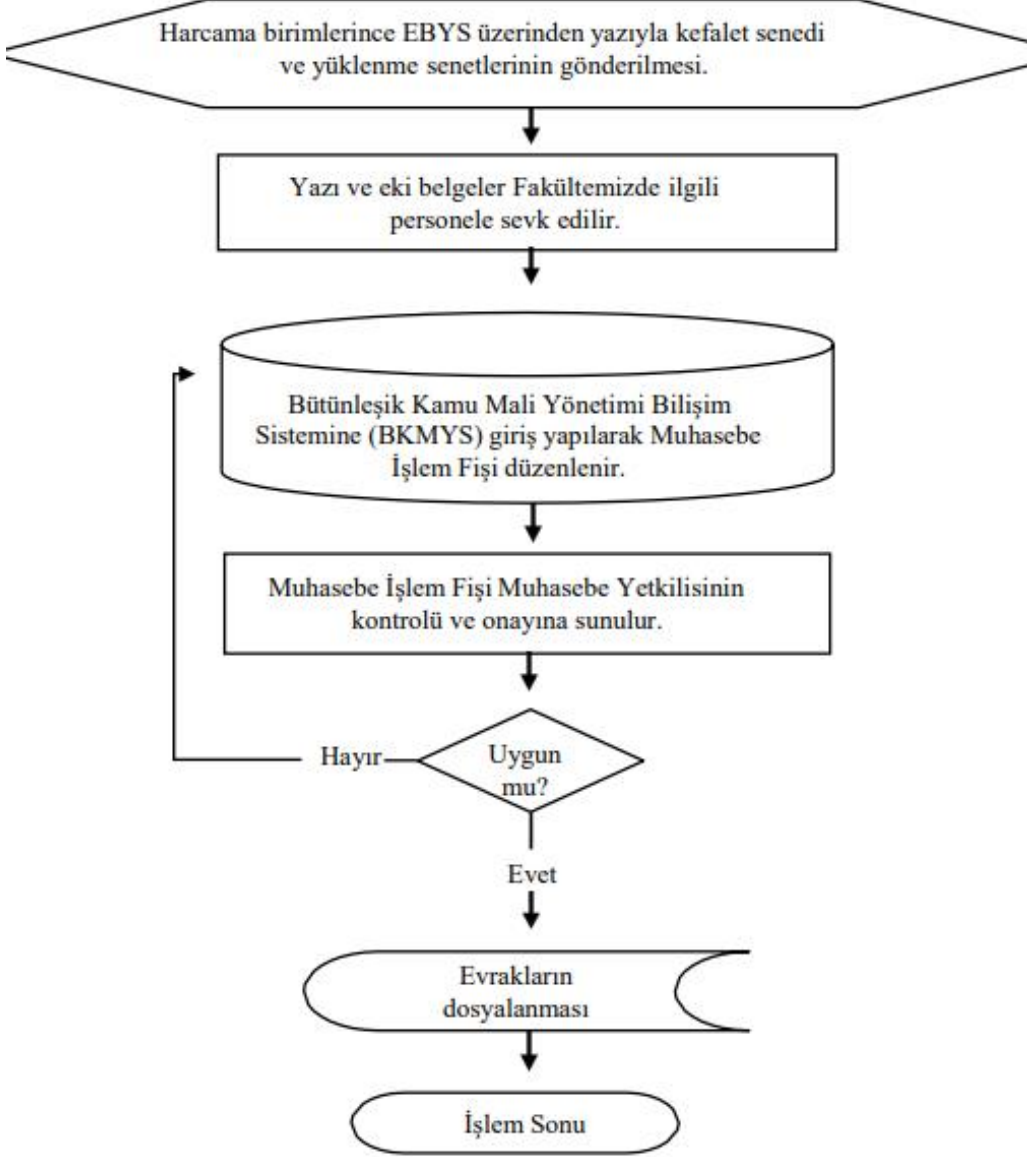 Harcama birimlerince EBYS üzerinden yazıyla kefalet senedi
ve yüklenme senetlerinin gönderilmesi.
Yazı ve eki belgeler Fakültemizde ilgili
personele sevk edilir.
Bütünleşik Kamu Mali Yönetimi Bilişim
Sistemine (BKMYS) giriş yapılarak Muhasebe
İşlem Fişi düzenlenir.
Muhasebe İşlem Fişi Muhasebe Yetkilisinin
kontrolü ve onayına sunulur.
Hayır
Uygun
mu?
Evet
Evrakların
dosyalanması
İşlem Sonu